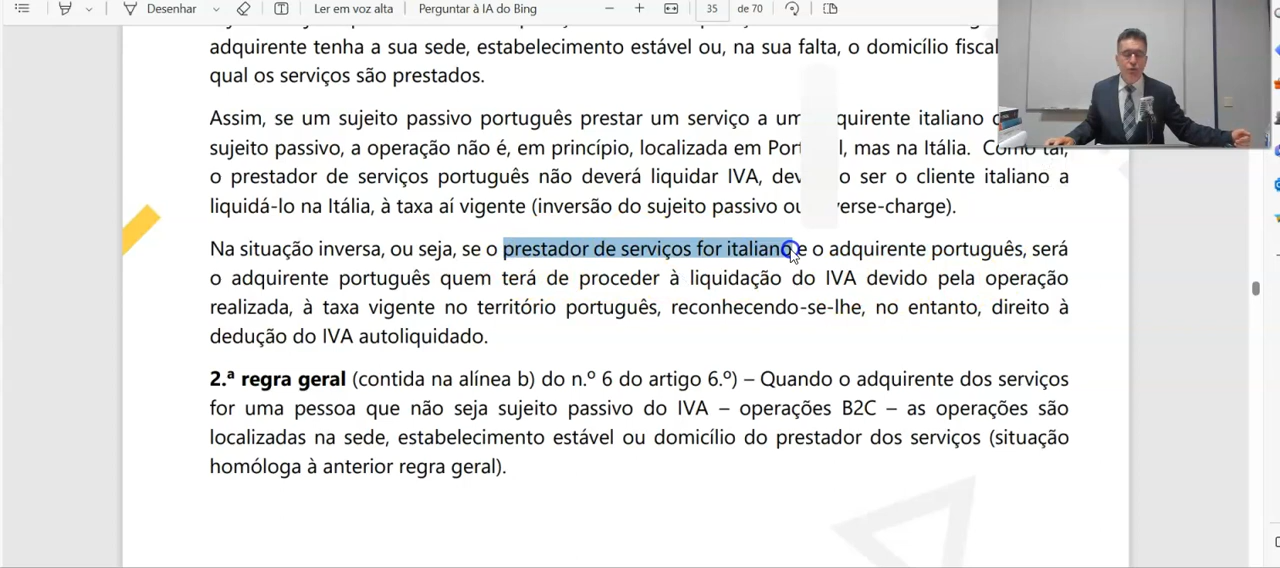 Desenhar Ler em voz alta Perguntar à IA do Bing 35 de 70
adquirente tenha a sua sede, estabelecimento estável ou, na sua falta, o domicílio fiscal
qual os serviços são prestados.
Assim, se um sujeito passivo português prestar um serviço a um quirente italiano
sujeito passivo, a operação não é, em princípio, localizada em Por l, mas na Itália. Como tal,
o prestador de serviços português não deverá liquidar IVA, dev o ser o cliente italiano a
liquidá-lo na Itália, à taxa aí vigente (inversão do sujeito passivo ou verse-charge).
Na situação inversa, ou seja, se o prestador de serviços for italiano e o adquirente português, será
o adquirente português quem terá de proceder à liquidação do IVA devido pela operação
realizada, à taxa vigente no território português, reconhecendo-se-lhe, no entanto, direito à
dedução do IVA autoliquidado.
2.ª regra geral (contida na alínea b) do n.º 6 do artigo 6.º) – Quando o adquirente dos serviços
for uma pessoa que não seja sujeito passivo do IVA – operações B2C – as operações são
localizadas na sede, estabelecimento estável ou domicílio do prestador dos serviços (situação
homóloga à anterior regra geral).